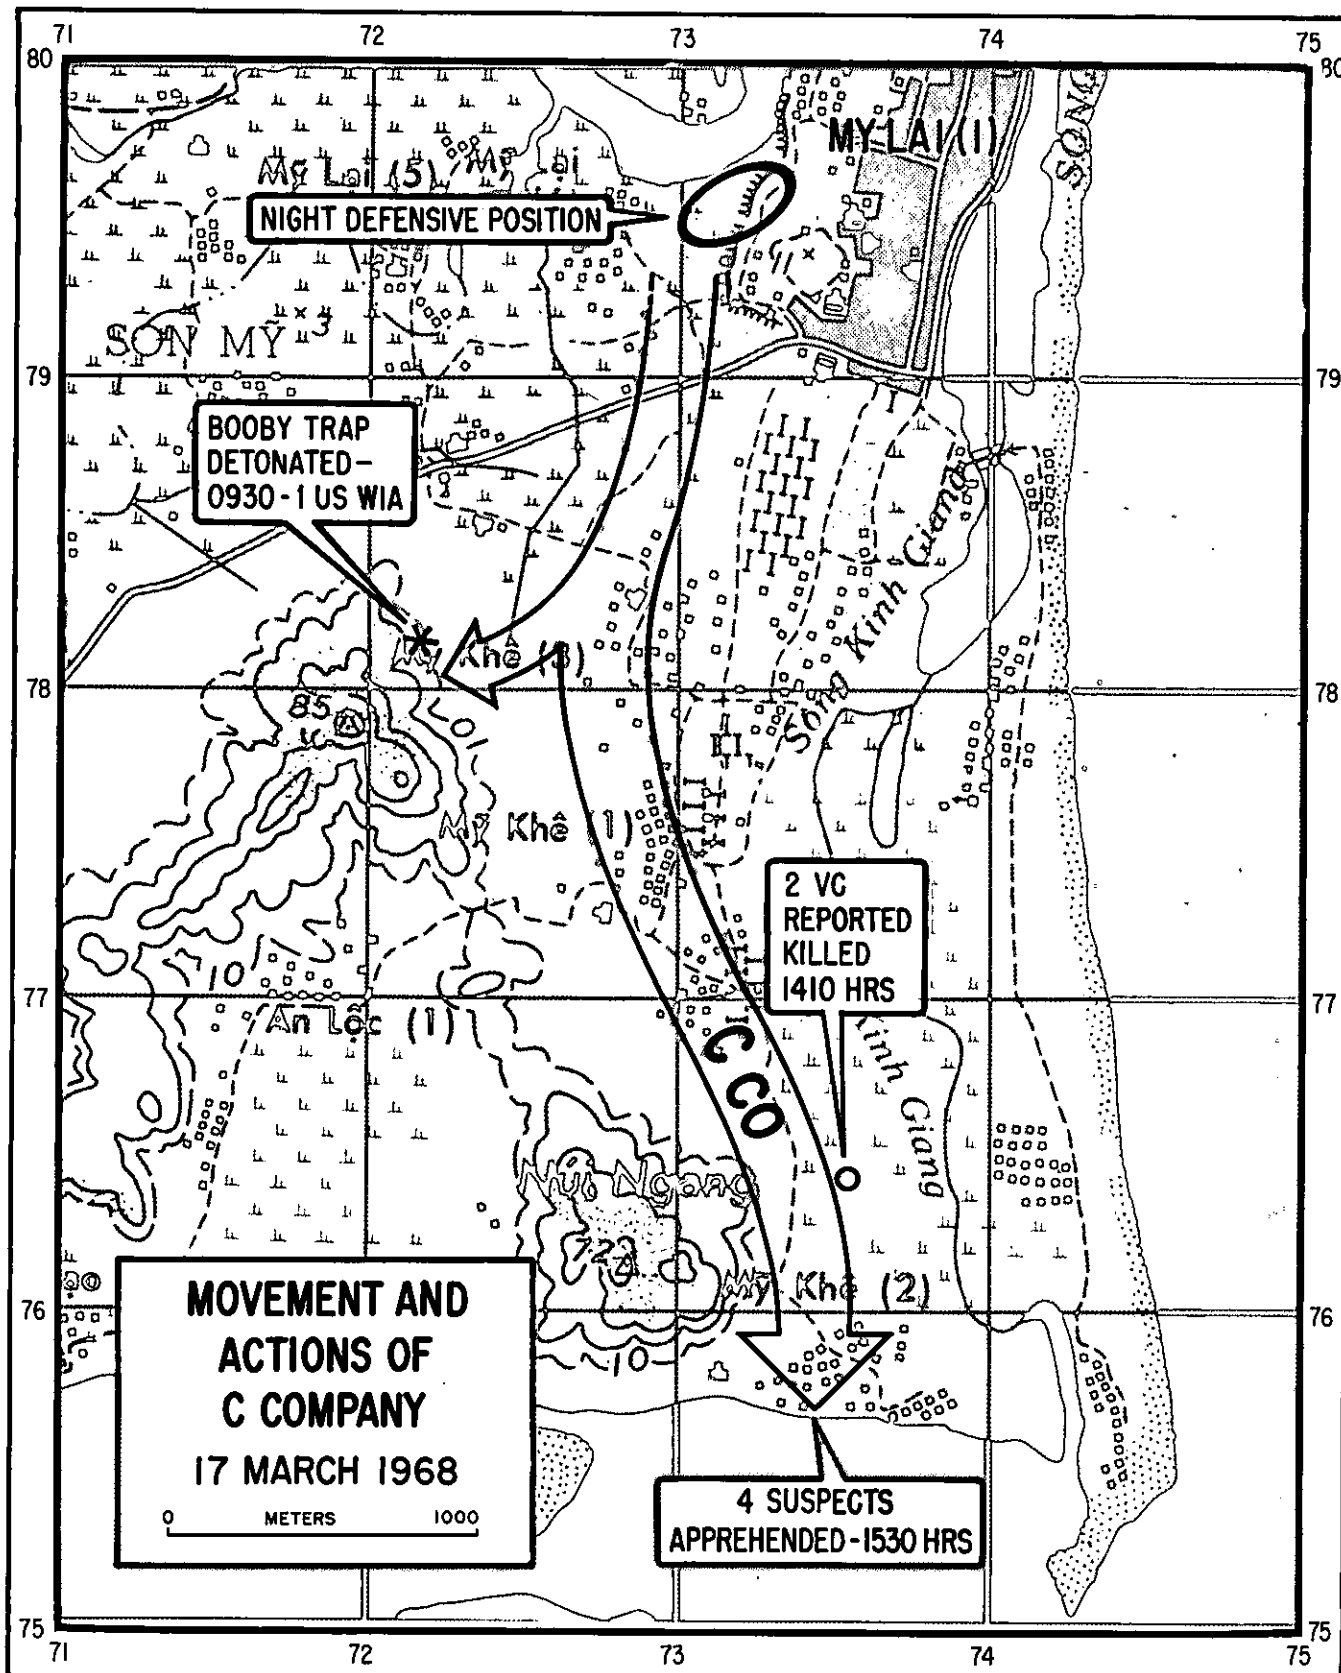 71 72 73 74 75
80 80
SONG
MY LAI (1)
Mỹ Lai (5)
NIGHT DEFENSIVE POSITION
SƠN MỸ
3
79 79
BOOBY TRAP
DETONATED-
0930-1 US WIA
Sông Kinh Giang
Mỹ Khê (3)
78 78
85
10
Mỹ Khê (1)
2 VC
REPORTED
KILLED
1410 HRS
10
77 77
An Lộc (1)
C CO
Kinh Giang
Núi Ngang
72
Mỹ Khê (2)
76 76
10
MOVEMENT AND
ACTIONS OF
C COMPANY
17 MARCH 1968
0 METERS 1000
4 SUSPECTS
APPREHENDED-1530 HRS
75 75
71 72 73 74 75